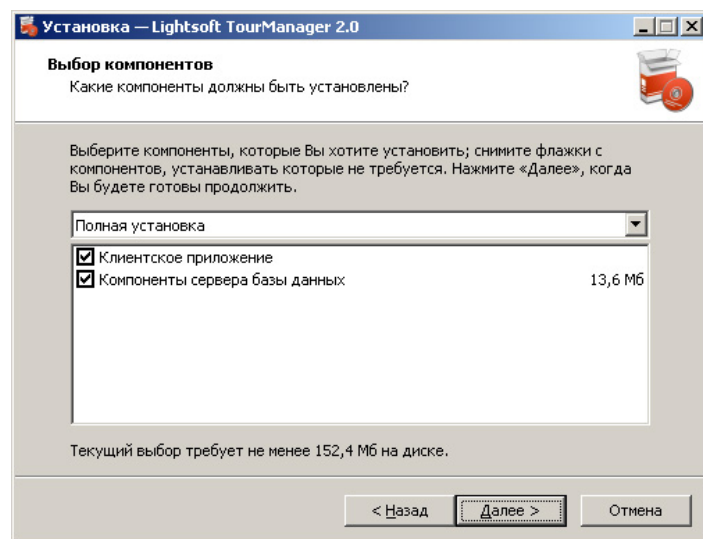 Установка — Lightsoft TourManager 2.0
Выбор компонентов
Какие компоненты должны быть установлены?
Выберите компоненты, которые Вы хотите установить; снимите флажки с
компонентов, устанавливать которые не требуется. Нажмите «Далее», когда
Вы будете готовы продолжить.
Полная установка
Клиентское приложение
Компоненты сервера базы данных 13,6 Мб
Текущий выбор требует не менее 152,4 Мб на диске.
< Назад Далее > Отмена